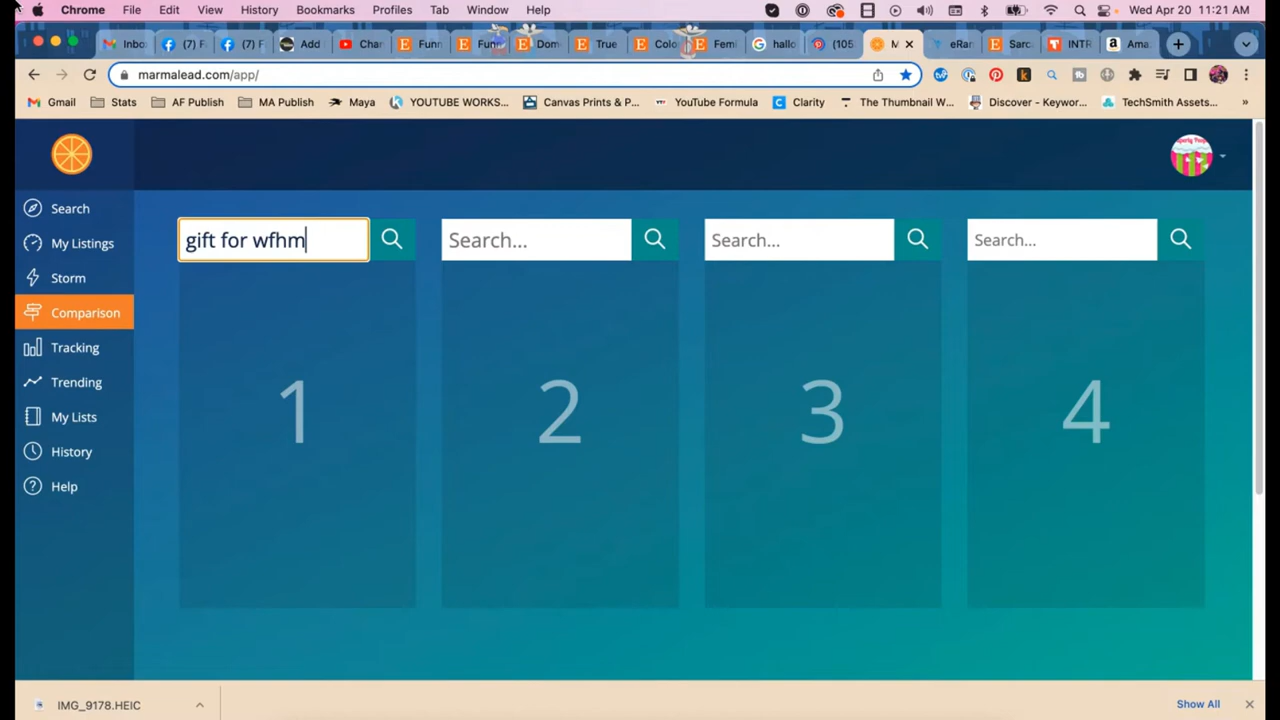 Chrome File Edit View History Bookmarks Profiles Tab Window Help Wed Apr 20 11:21 AM
Inbo (7) F (7) F Add Char Funn Fun Dom True Colo Femi hallo (105 M eRan Sarc INTR Ama
marmalead.com/app/
Gmail Stats AF Publish MA Publish Maya YOUTUBE WORKS... Canvas Prints & P... YouTube Formula Clarity The Thumbnail W... Discover - Keywor... TechSmith Assets... »
Search
My Listings
Storm
Comparison
Tracking
Trending
My Lists
History
Help
gift for wfhm Search... Search... Search...
1 2 3 4
IMG_9178.HEIC Show All